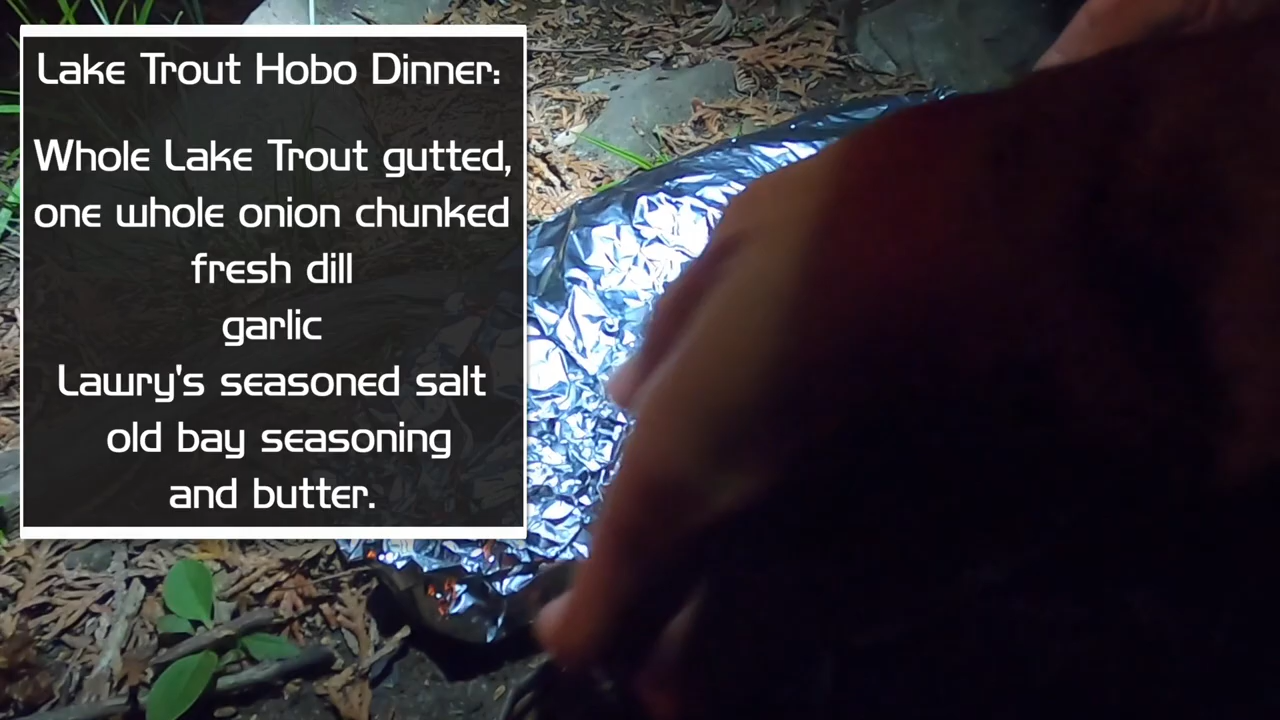 Lake Trout Hobo Dinner:
Whole Lake Trout gutted,
one whole onion chunked
fresh dill
garlic
Lawry's seasoned salt
old bay seasoning
and butter.